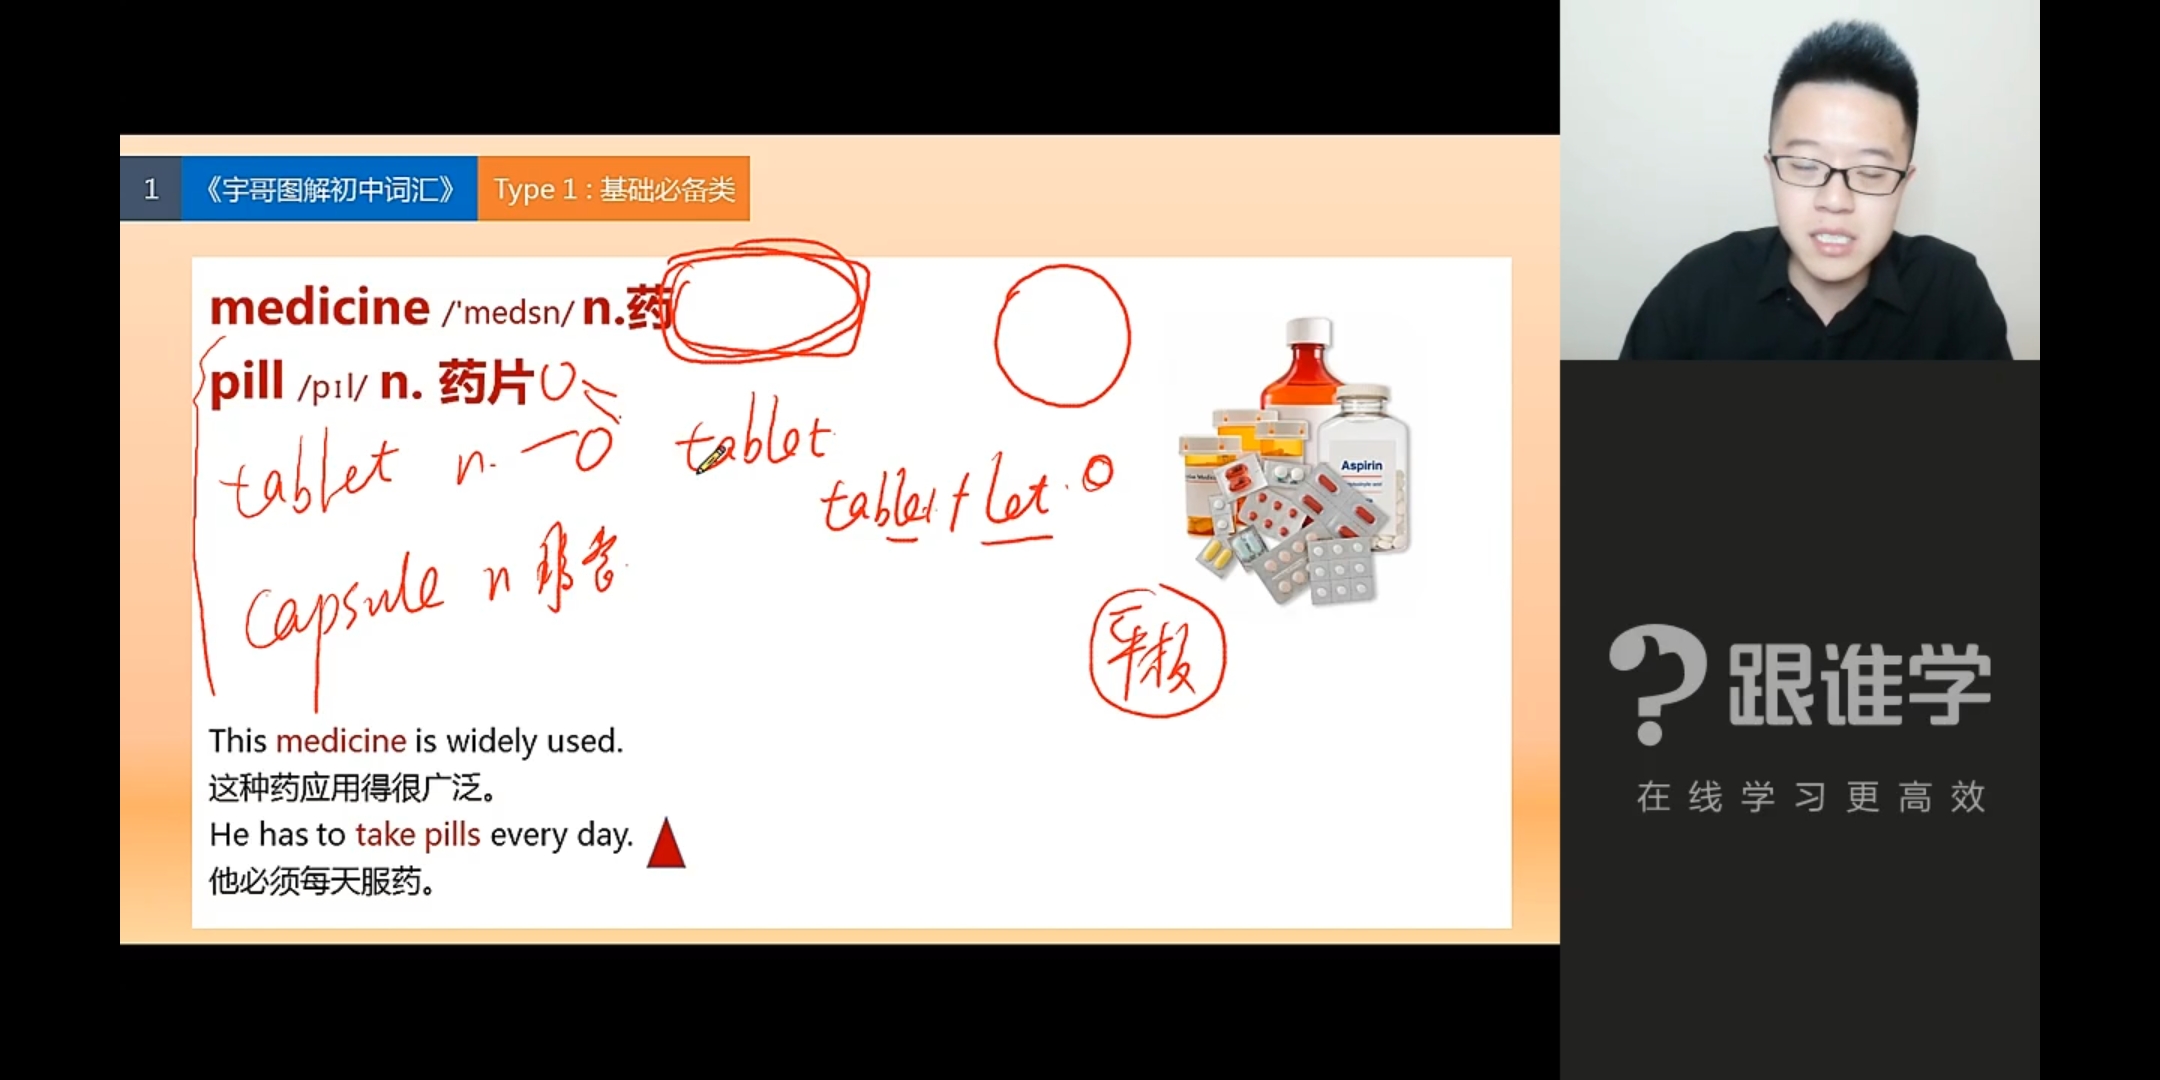 1 《宇哥图解初中词汇》 Type 1 : 基础必备类
medicine /'medsn/ n.药
pill /pɪl/ n. 药片
tablet n.
tablet
table + let.
capsule n 胶囊
平板
Aspirin
This medicine is widely used.
这种药应用得很广泛。
He has to take pills every day.
他必须每天服药。
跟谁学
在线学习更高效